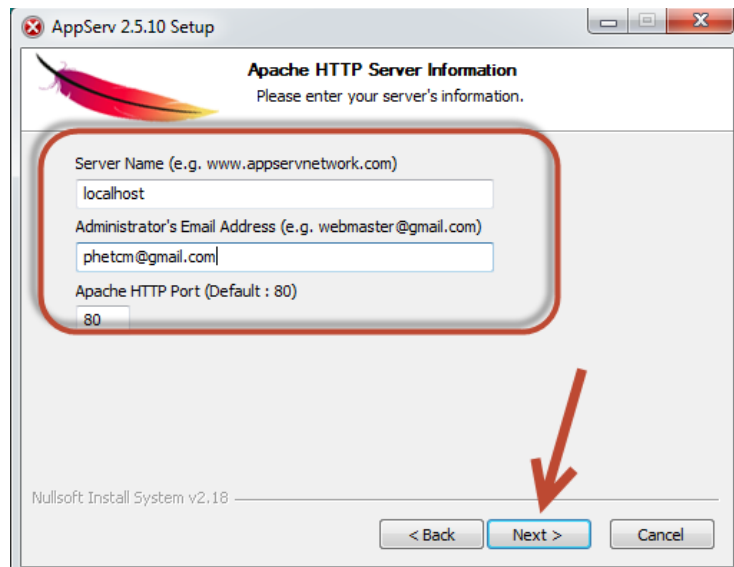 AppServ 2.5.10 Setup
Apache HTTP Server Information
Please enter your server's information.
Server Name (e.g. www.appservnetwork.com)
localhost
Administrator's Email Address (e.g. webmaster@gmail.com)
phetcm@gmail.com
Apache HTTP Port (Default : 80)
80
Nullsoft Install System v2.18
< Back Next > Cancel